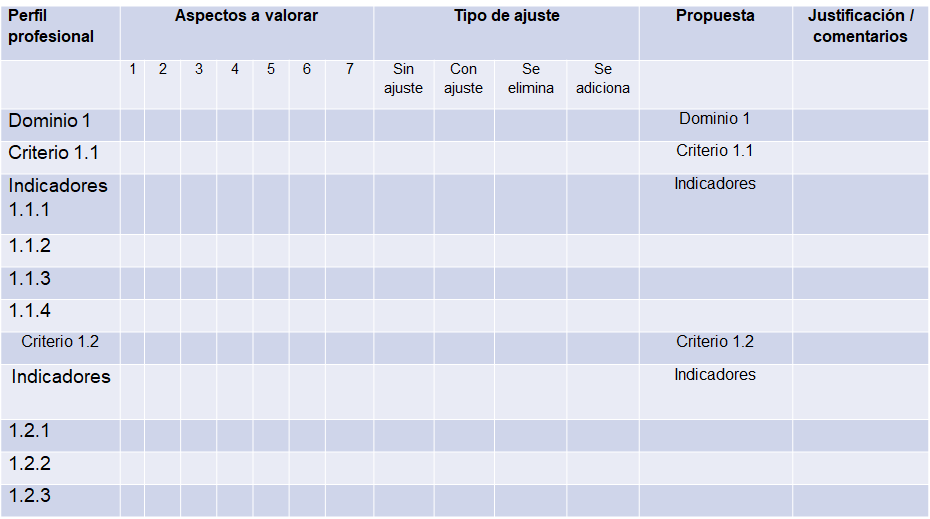 Perfil profesional Aspectos a valorar Tipo de ajuste Propuesta Justificación / comentarios
1 2 3 4 5 6 7 Sin ajuste Con ajuste Se elimina Se adiciona
Dominio 1 Dominio 1
Criterio 1.1 Criterio 1.1
Indicadores 1.1.1 Indicadores
1.1.2
1.1.3
1.1.4
Criterio 1.2 Criterio 1.2
Indicadores Indicadores
1.2.1
1.2.2
1.2.3